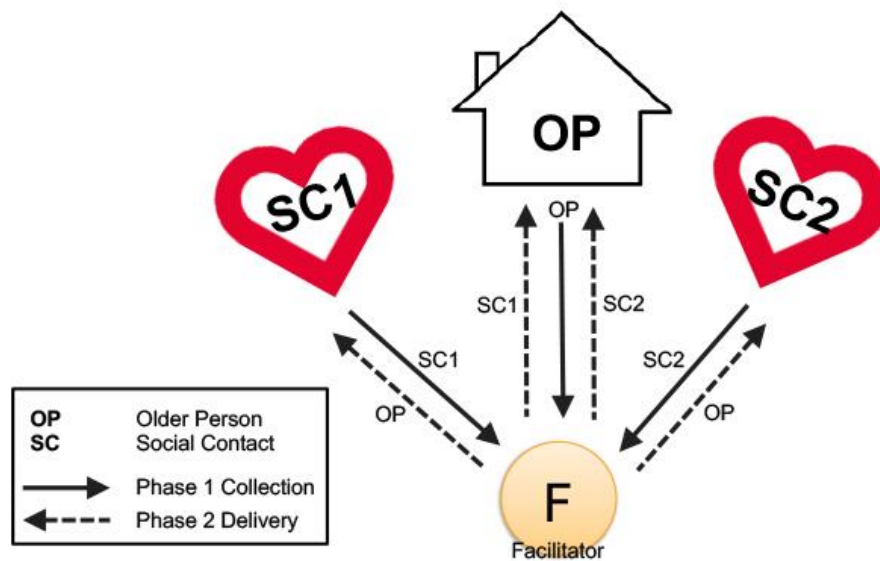 OP
SC1
SC2
OP
SC1
SC2
SC1
SC2
OP
OP
OP Older Person
SC Social Contact
Phase 1 Collection
Phase 2 Delivery
F
Facilitator